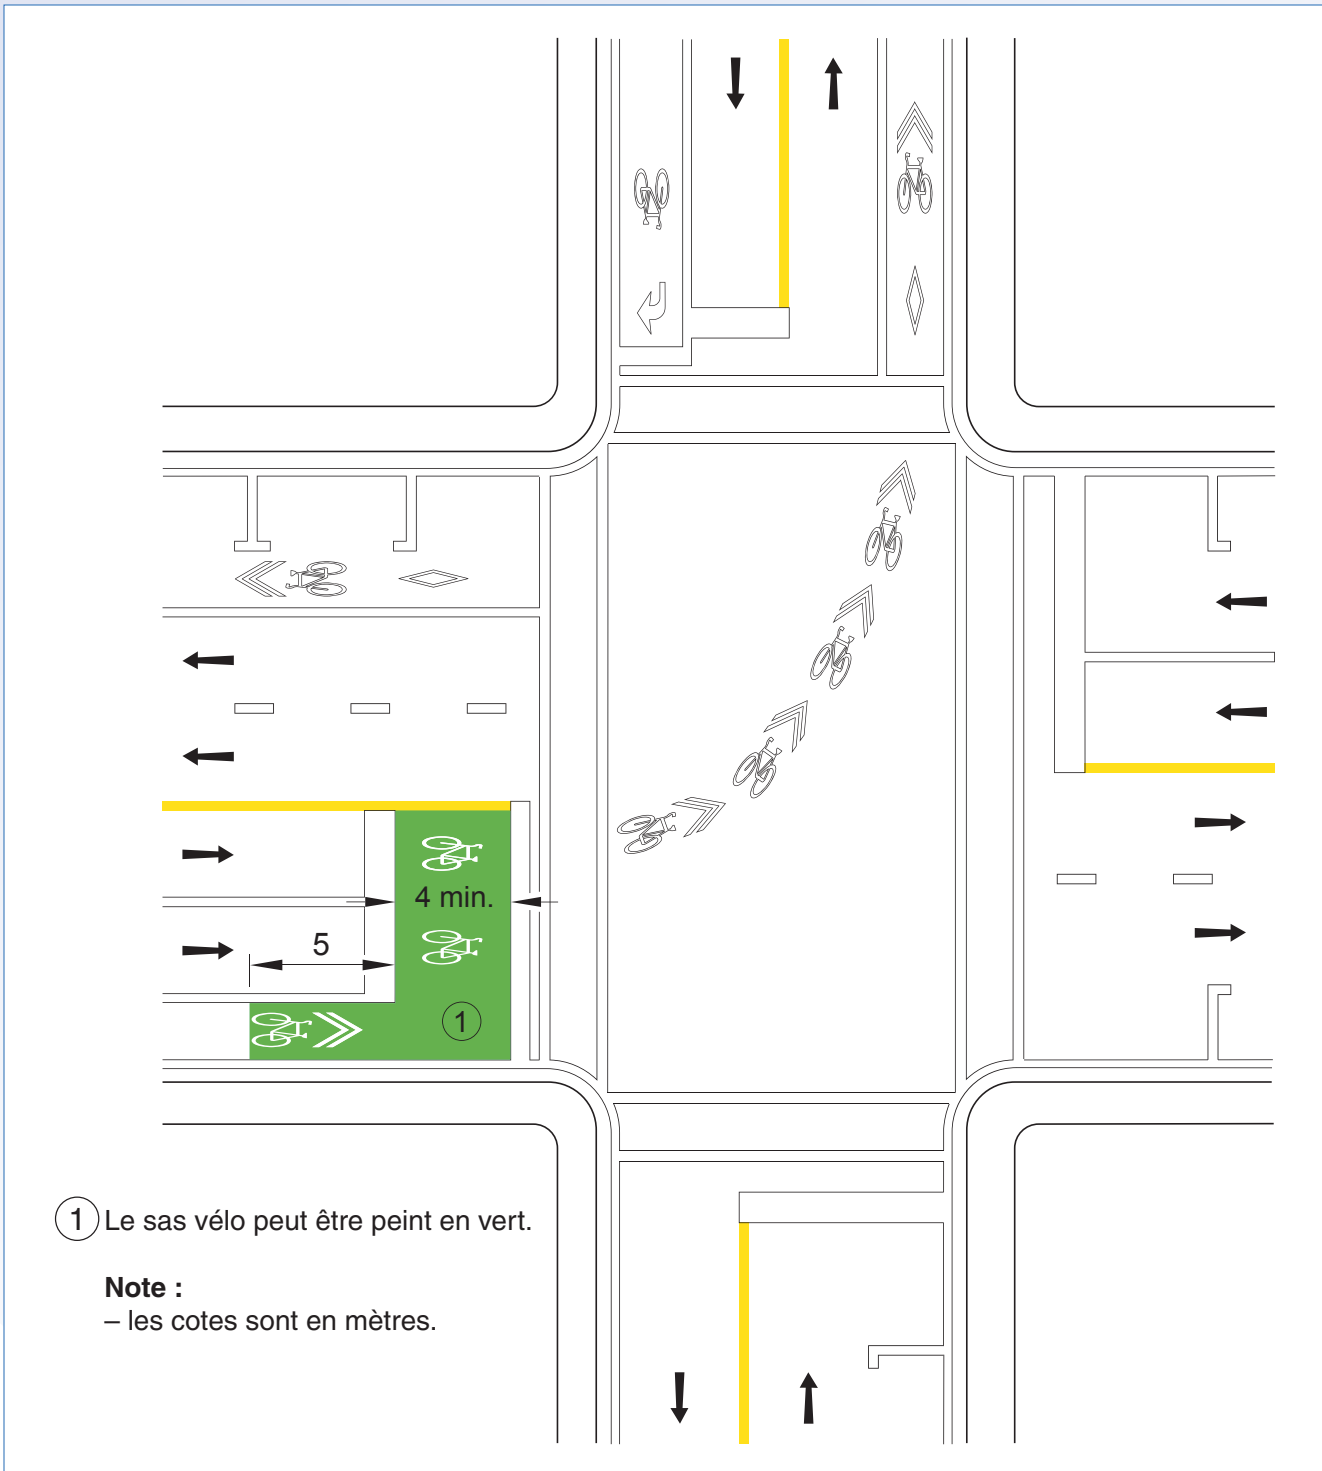 4 min.
5
1
1 Le sas vélo peut être peint en vert.
Note :
– les cotes sont en mètres.